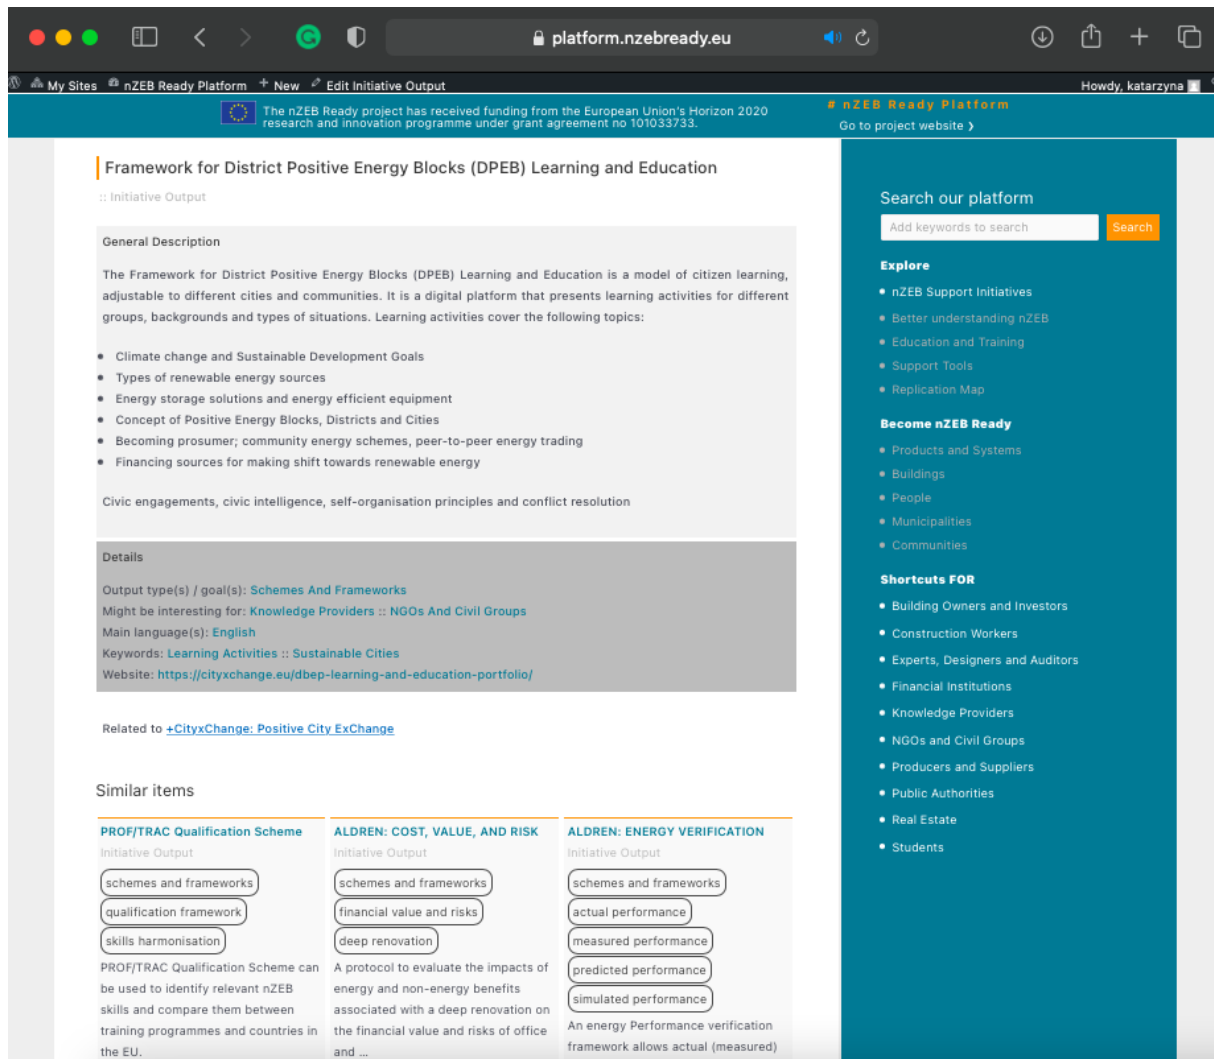 platform.nzebready.eu
My Sites nZEB Ready Platform + New Edit Initiative Output Howdy, katarzyna
The nZEB Ready project has received funding from the European Union's Horizon 2020
research and innovation programme under grant agreement no 101033733.
# nZEB Ready Platform
Go to project website ❯
Framework for District Positive Energy Blocks (DPEB) Learning and Education
:: Initiative Output
General Description
The Framework for District Positive Energy Blocks (DPEB) Learning and Education is a model of citizen learning,
adjustable to different cities and communities. It is a digital platform that presents learning activities for different
groups, backgrounds and types of situations. Learning activities cover the following topics:
• Climate change and Sustainable Development Goals
• Types of renewable energy sources
• Energy storage solutions and energy efficient equipment
• Concept of Positive Energy Blocks, Districts and Cities
• Becoming prosumer; community energy schemes, peer-to-peer energy trading
• Financing sources for making shift towards renewable energy
Civic engagements, civic intelligence, self-organisation principles and conflict resolution
Details
Output type(s) / goal(s): Schemes And Frameworks
Might be interesting for: Knowledge Providers :: NGOs And Civil Groups
Main language(s): English
Keywords: Learning Activities :: Sustainable Cities
Website: https://cityxchange.eu/dbep-learning-and-education-portfolio/
Related to +CityxChange: Positive City ExChange
Similar items
PROF/TRAC Qualification Scheme
Initiative Output
schemes and frameworks
qualification framework
skills harmonisation
PROF/TRAC Qualification Scheme can
be used to identify relevant nZEB
skills and compare them between
training programmes and countries in
the EU.
ALDREN: COST, VALUE, AND RISK
Initiative Output
schemes and frameworks
financial value and risks
deep renovation
A protocol to evaluate the impacts of
energy and non-energy benefits
associated with a deep renovation on
the financial value and risks of office
and ...
ALDREN: ENERGY VERIFICATION
Initiative Output
schemes and frameworks
actual performance
measured performance
predicted performance
simulated performance
An energy Performance verification
framework allows actual (measured)
Search our platform
Add keywords to search Search
Explore
• nZEB Support Initiatives
• Better understanding nZEB
• Education and Training
• Support Tools
• Replication Map
Become nZEB Ready
• Products and Systems
• Buildings
• People
• Municipalities
• Communities
Shortcuts FOR
• Building Owners and Investors
• Construction Workers
• Experts, Designers and Auditors
• Financial Institutions
• Knowledge Providers
• NGOs and Civil Groups
• Producers and Suppliers
• Public Authorities
• Real Estate
• Students